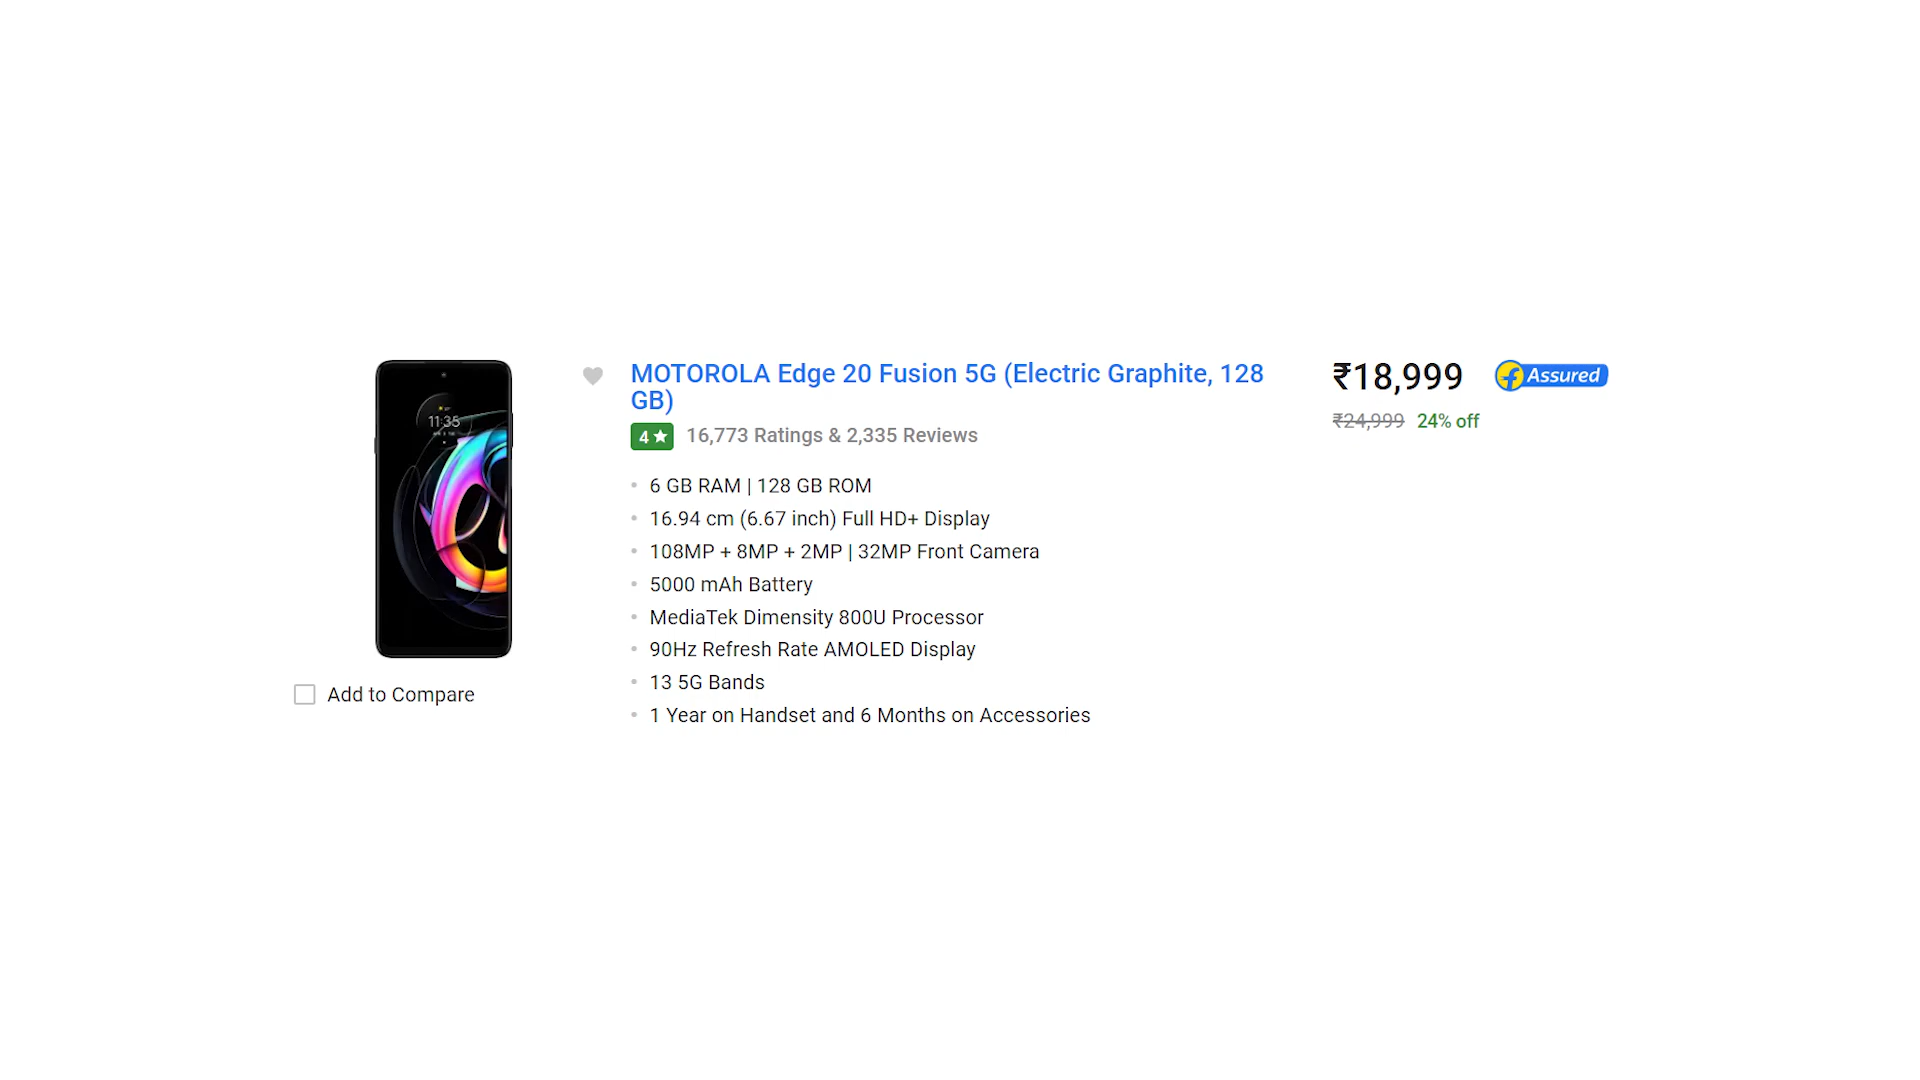 MOTOROLA Edge 20 Fusion 5G (Electric Graphite, 128
GB)
4★ 16,773 Ratings & 2,335 Reviews
6 GB RAM | 128 GB ROM
16.94 cm (6.67 inch) Full HD+ Display
108MP + 8MP + 2MP | 32MP Front Camera
5000 mAh Battery
MediaTek Dimensity 800U Processor
90Hz Refresh Rate AMOLED Display
13 5G Bands
1 Year on Handset and 6 Months on Accessories
₹18,999
Assured
₹24,999 24% off
11:35
Add to Compare